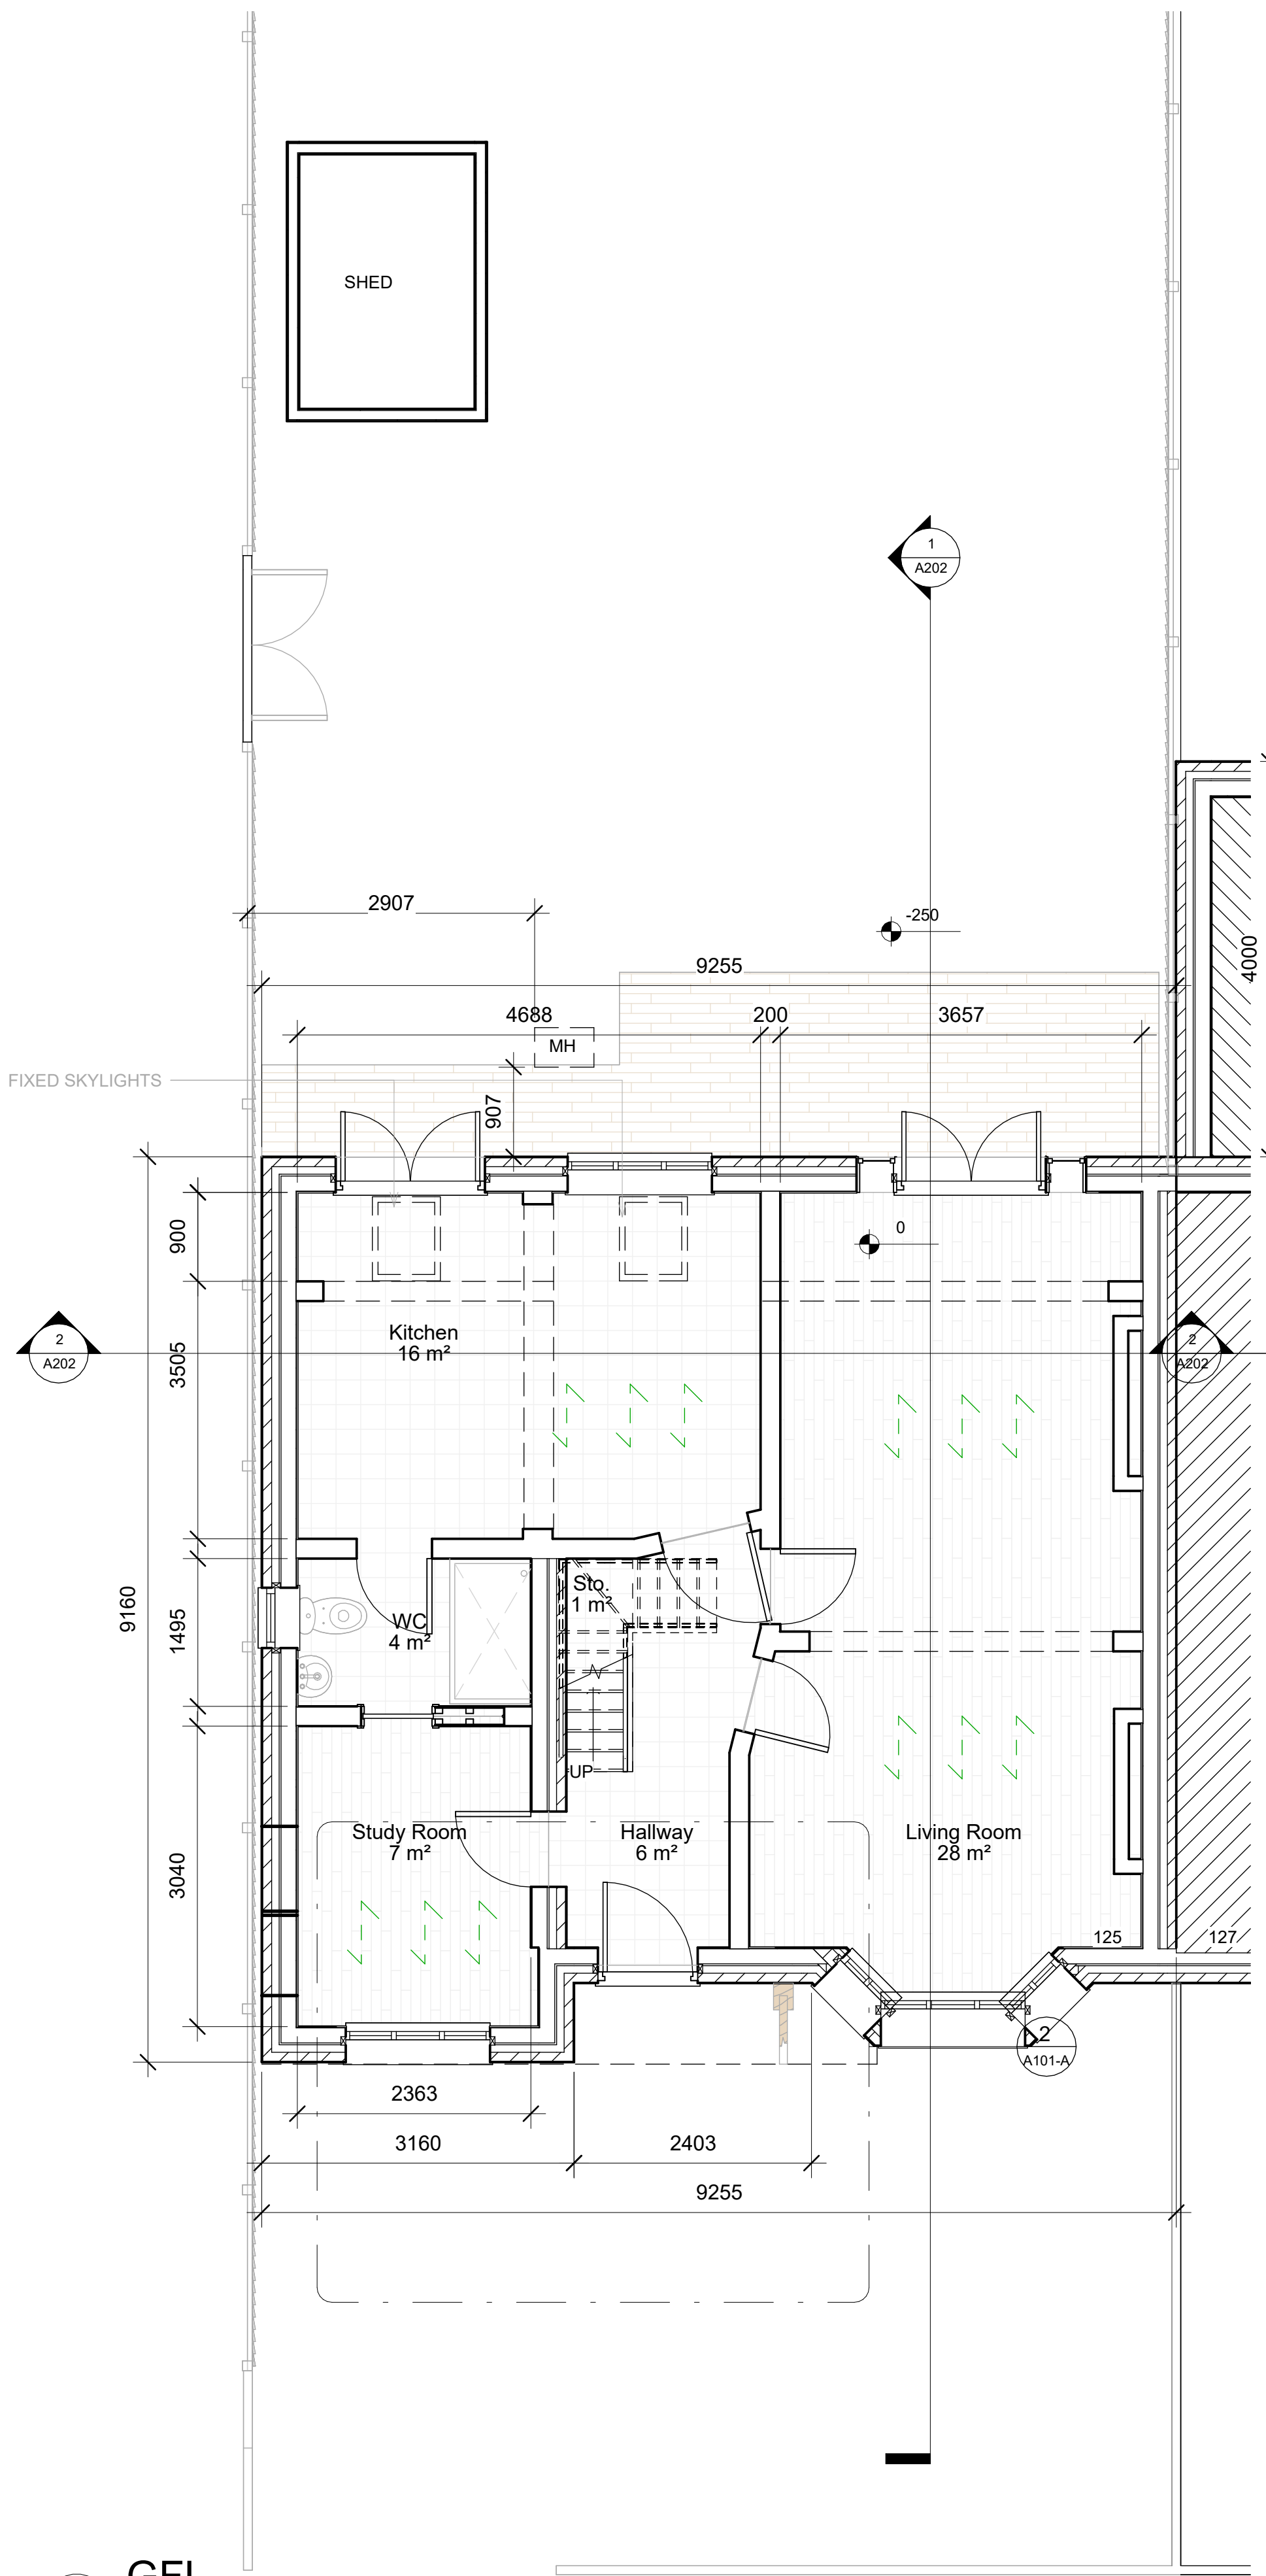 SHED
1
A202
2907
-250
9255
4000
4688
200
3657
MH
FIXED SKYLIGHTS
907
900
0
Kitchen
16 m²
2
A202
2
A202
3505
Sto.
1 m²
WC
4 m²
9160
1495
UP
Study Room
7 m²
Hallway
6 m²
Living Room
28 m²
3040
125
127
2
A101-A
2363
3160
2403
9255